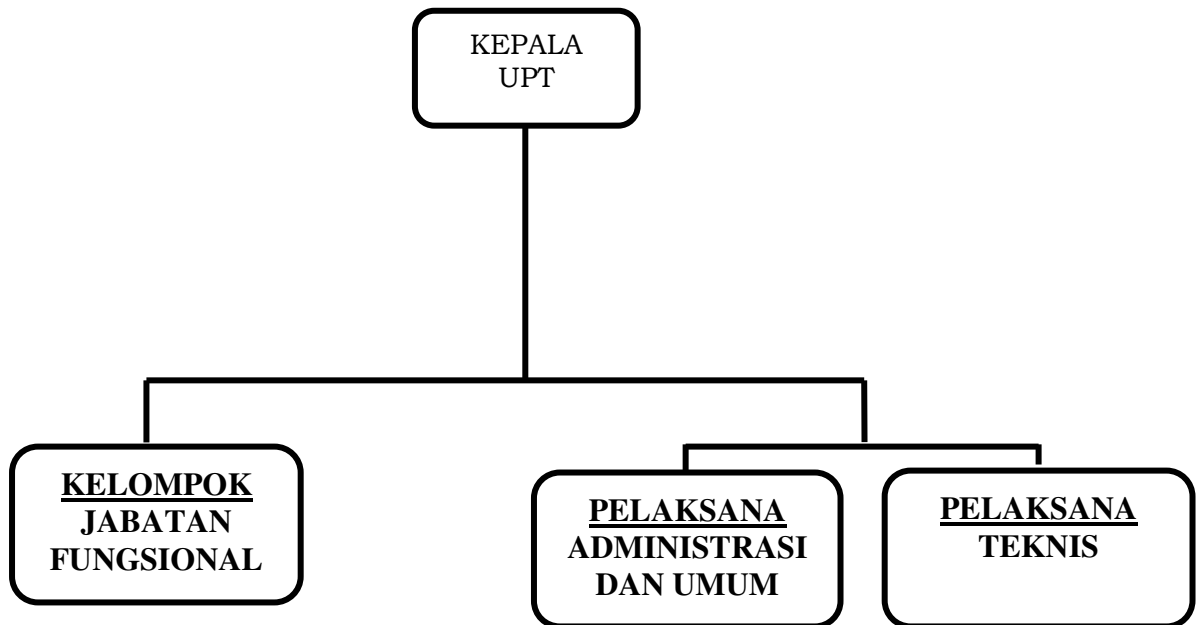 KEPALA
UPT
KELOMPOK
JABATAN
FUNGSIONAL
PELAKSANA
ADMINISTRASI
DAN UMUM
PELAKSANA
TEKNIS